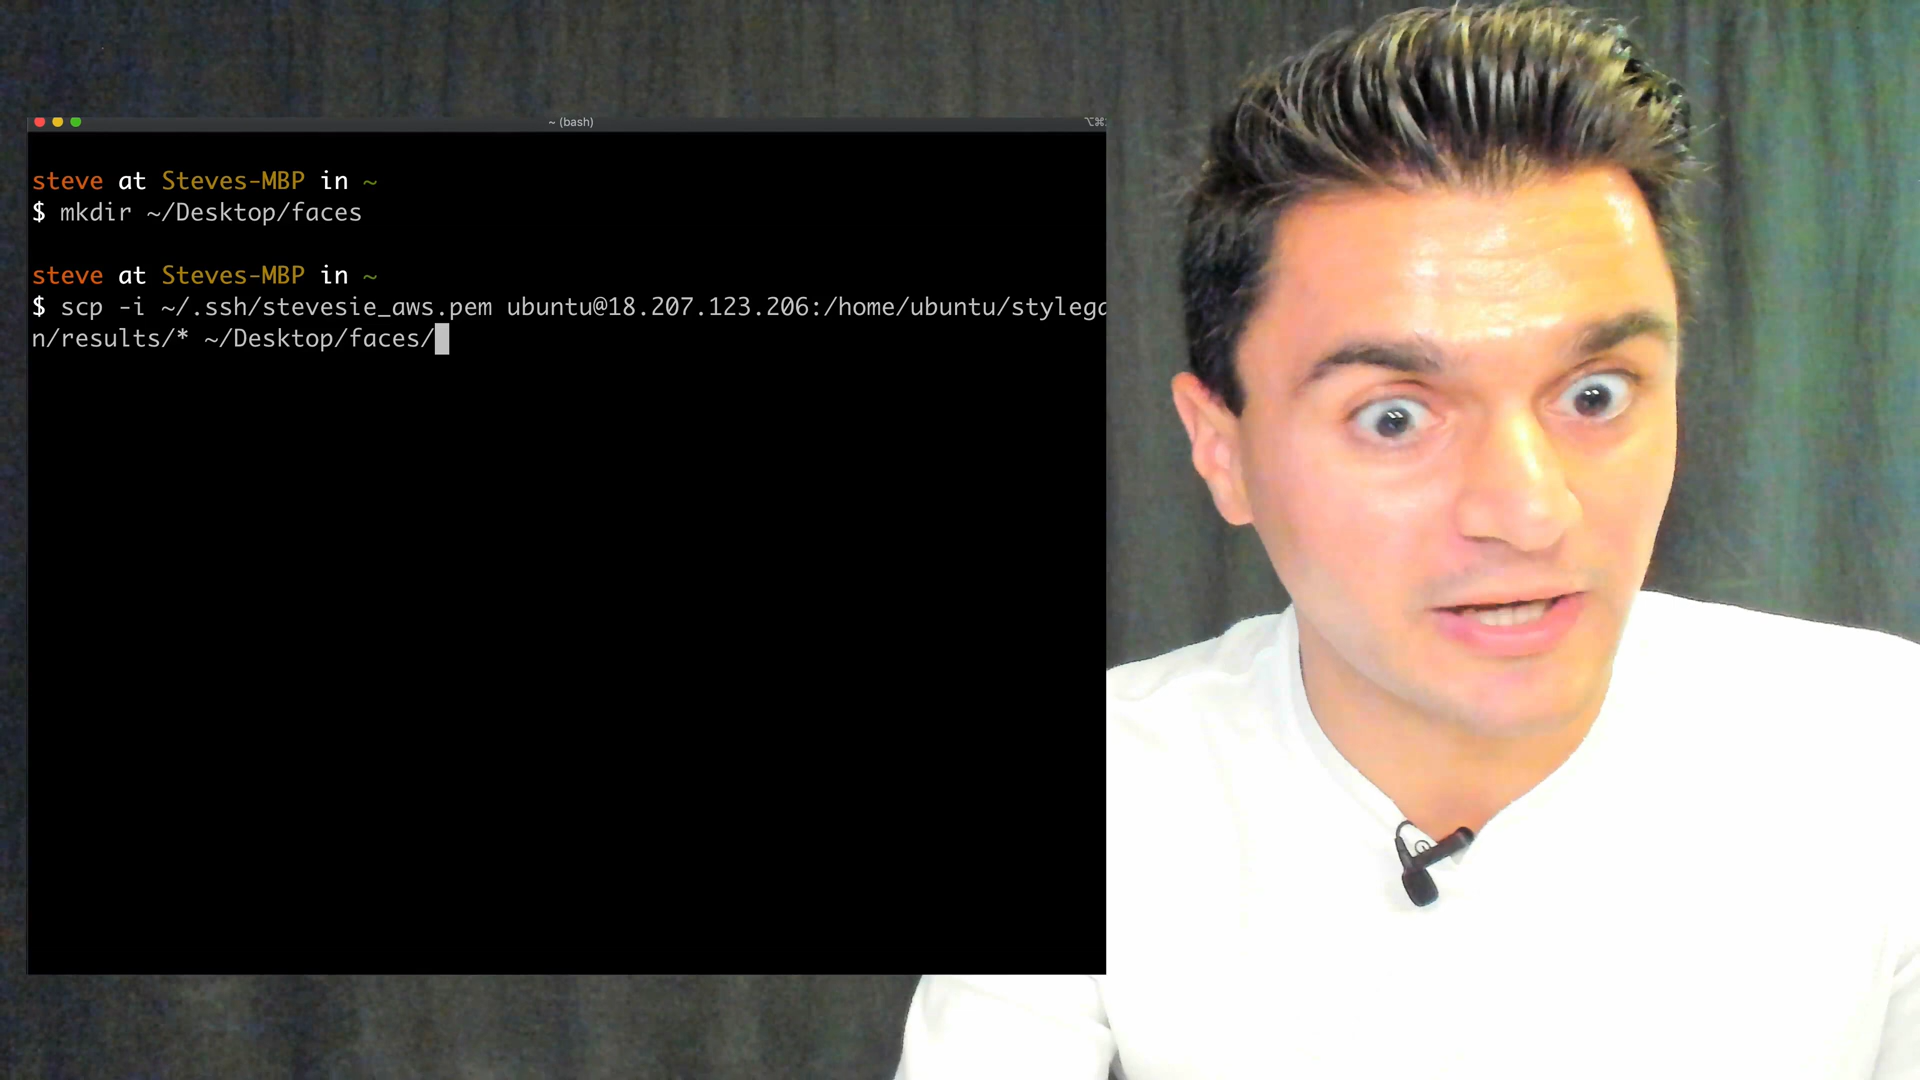 ~ (bash)
⌥⌘
steve at Steves-MBP in ~
$ mkdir ~/Desktop/faces
steve at Steves-MBP in ~
$ scp -i ~/.ssh/stevesie_aws.pem ubuntu@18.207.123.206:/home/ubuntu/stylega
n/results/* ~/Desktop/faces/